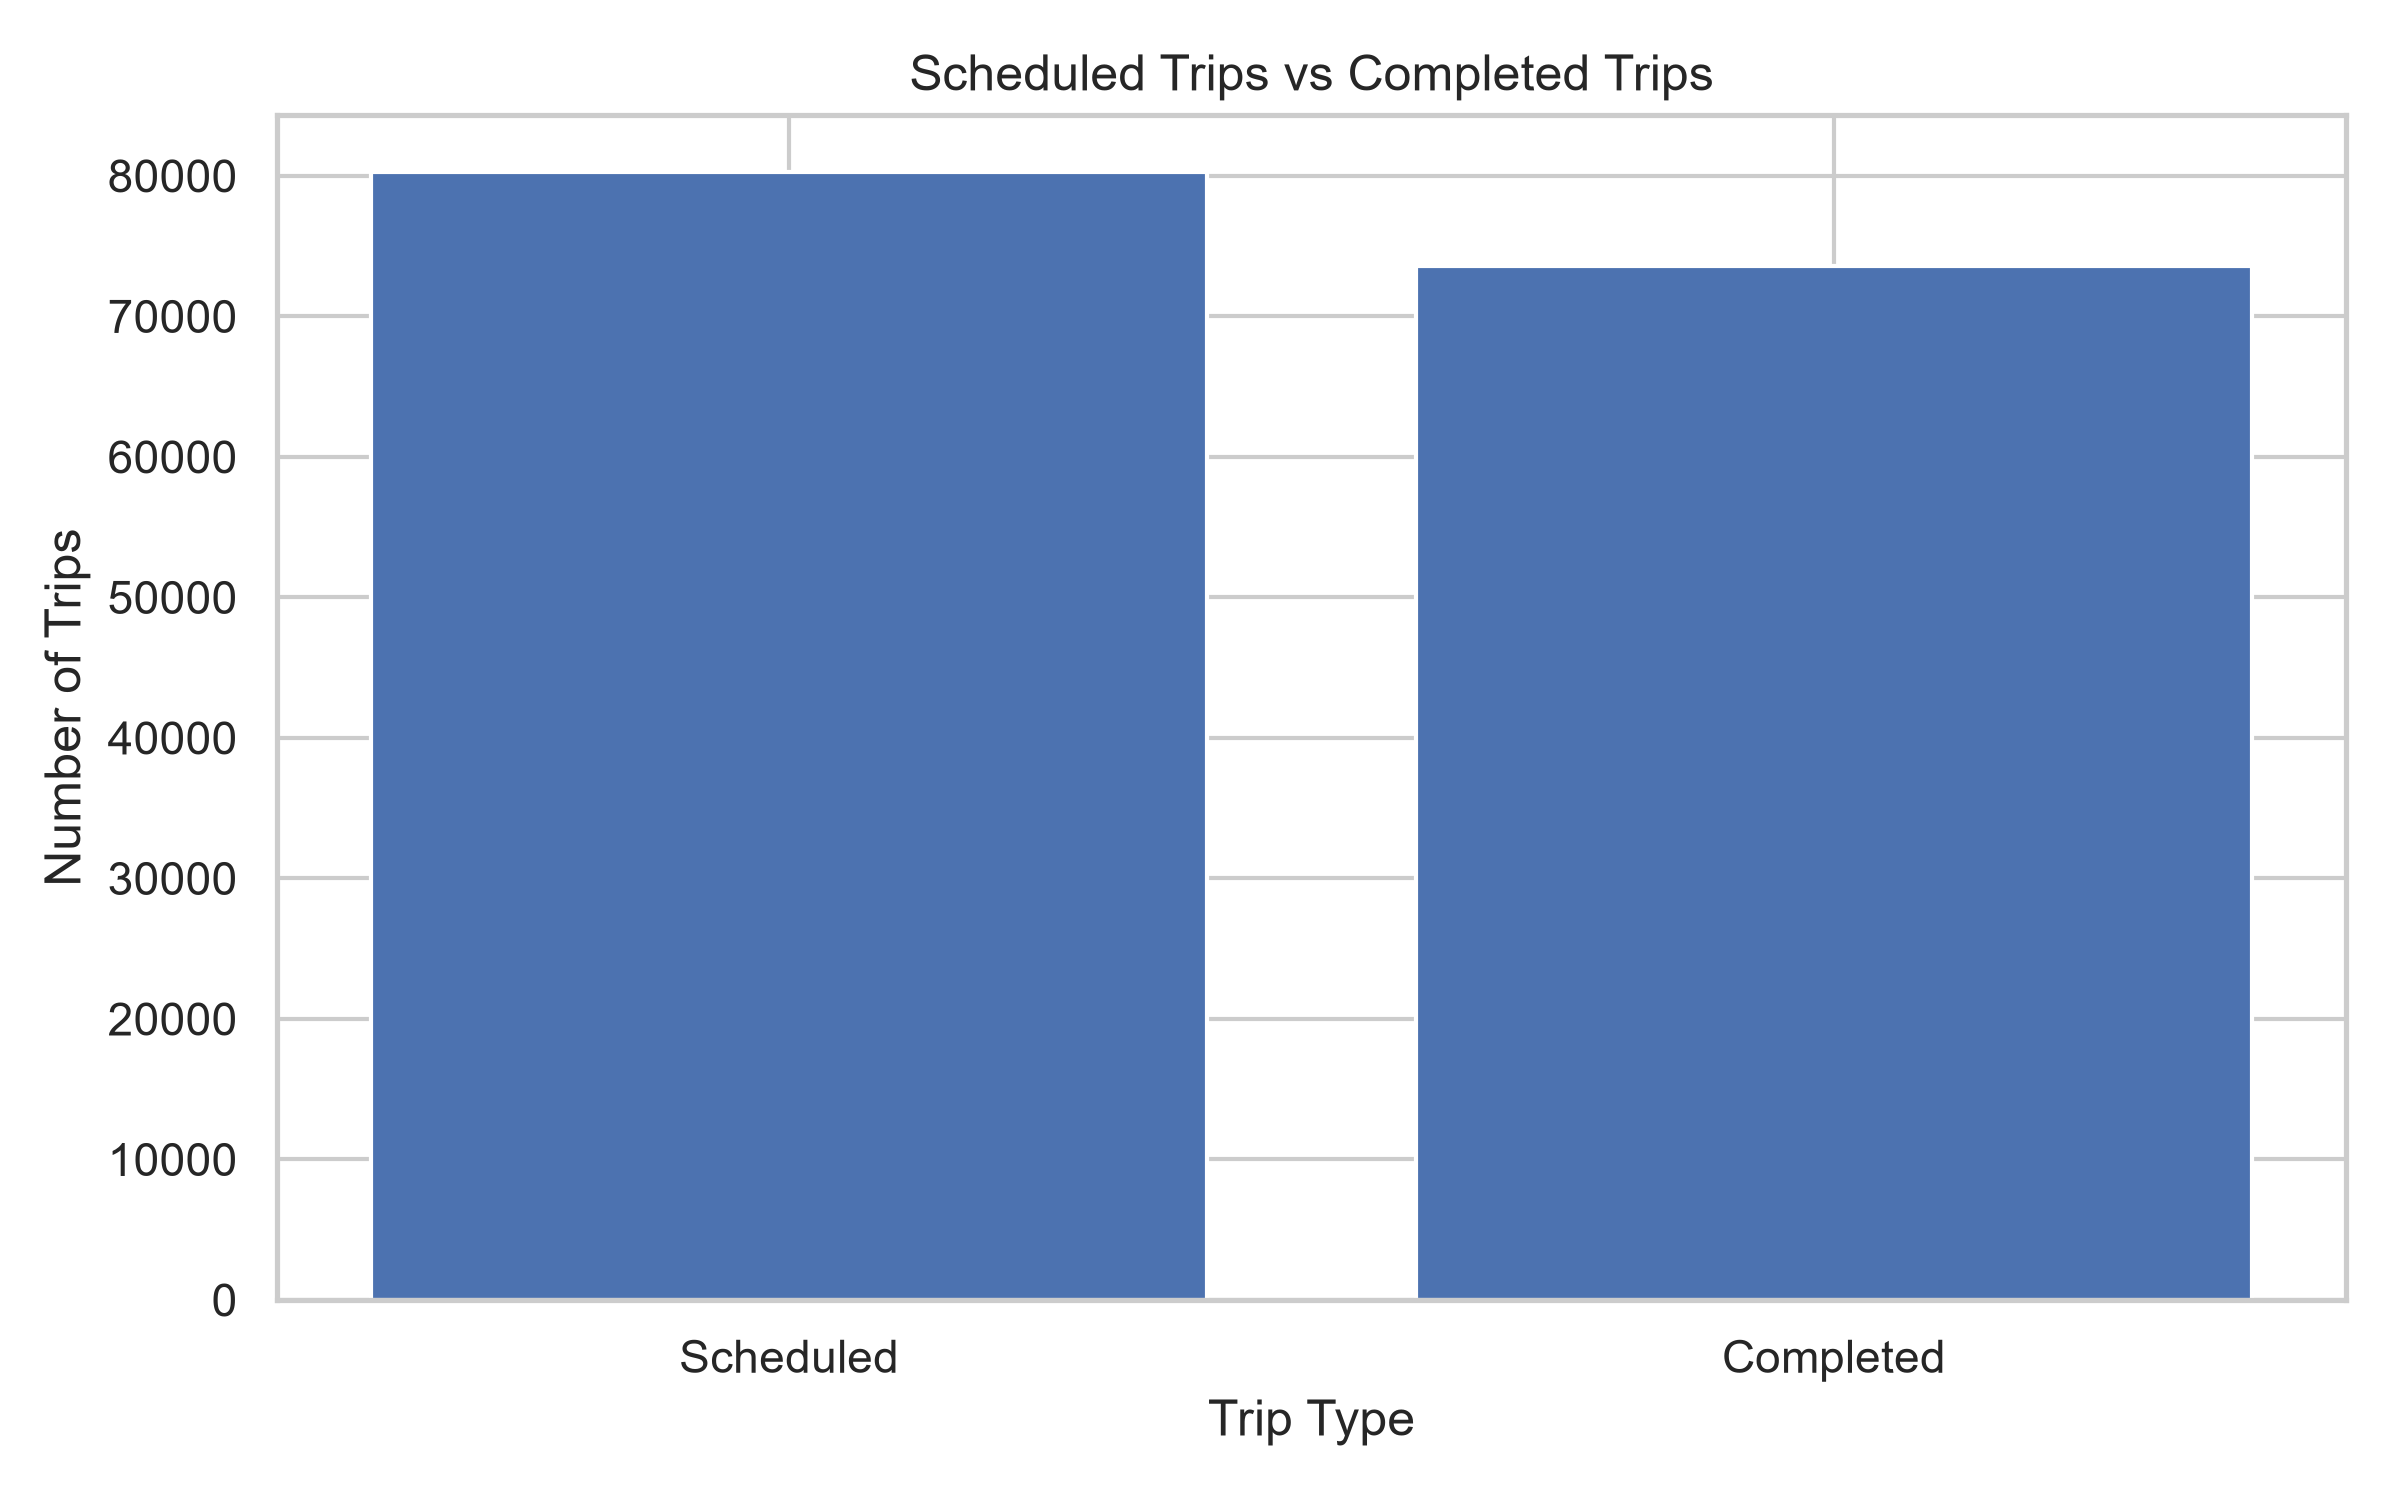 Scheduled Trips vs Completed Trips
Number of Trips
80000
70000
60000
50000
40000
30000
20000
10000
0
Scheduled
Completed
Trip Type